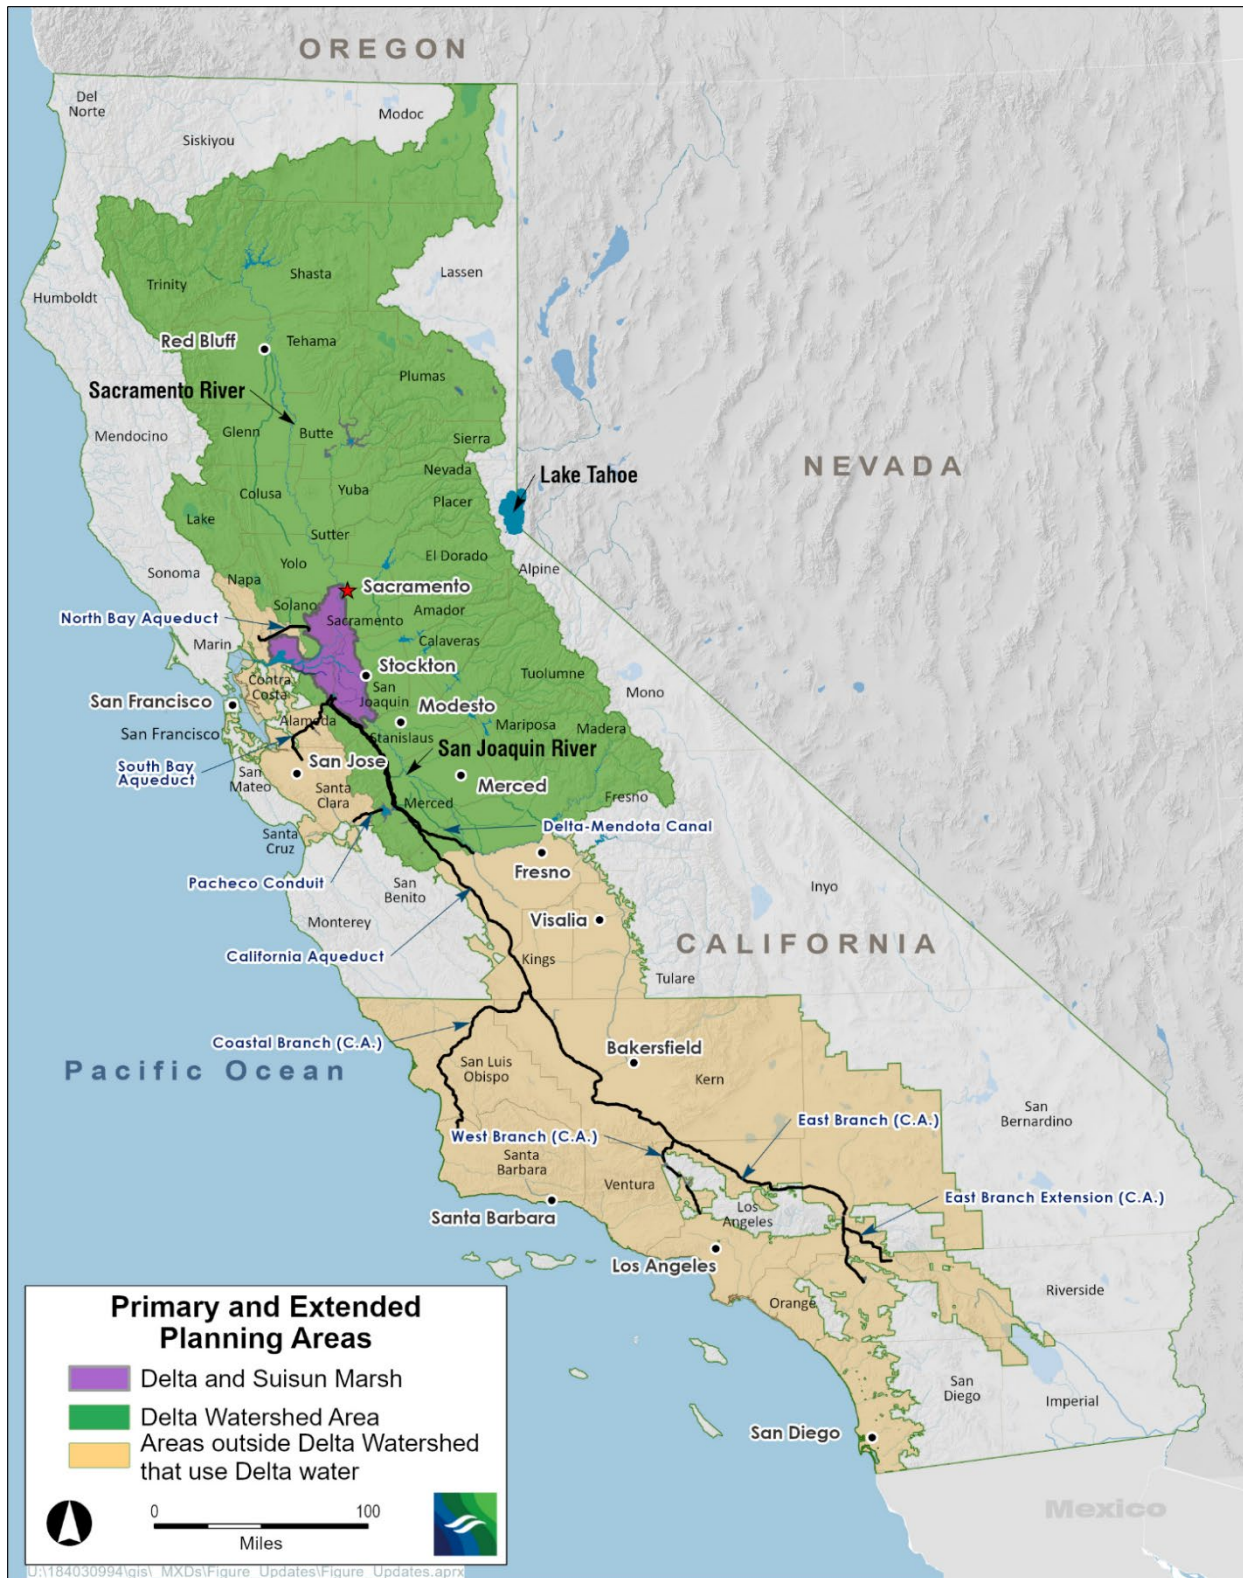 OREGON
Del
Norte
Modoc
Siskiyou
Lassen
Shasta
Trinity
Humboldt
Tehama
Red Bluff
Plumas
Sacramento River
Mendocino
Glenn
Butte
Sierra
NEVADA
Nevada
Lake Tahoe
Colusa
Yuba
Placer
Lake
Sutter
El Dorado
Yolo
Alpine
Sonoma
Napa
Sacramento
Solano
Amador
North Bay Aqueduct
Sacramento
Marin
Calaveras
Stockton
Tuolumne
Contra
Costa
San
Joaquin
Mono
San Francisco
Modesto
Alameda
Mariposa
Madera
San Francisco
Stanislaus
San Joaquin River
South Bay
Aqueduct
San Jose
San
Mateo
Merced
Santa
Clara
Merced
Fresno
Delta-Mendota Canal
Santa
Cruz
Fresno
Pacheco Conduit
San
Benito
Inyo
Monterey
Visalia
CALIFORNIA
California Aqueduct
Kings
Tulare
Coastal Branch (C.A.)
Bakersfield
Pacific Ocean
San Luis
Obispo
Kern
San
Bernardino
East Branch (C.A.)
West Branch (C.A.)
Santa
Barbara
Ventura
East Branch Extension (C.A.)
Los
Angeles
Santa Barbara
Los Angeles
Riverside
Orange
San
Diego
Imperial
San Diego
Mexico
Primary and Extended
Planning Areas
Delta and Suisun Marsh
Delta Watershed Area
Areas outside Delta Watershed
that use Delta water
0 100
Miles
U:\184030994\gis\_MXDs\Figure_Updates\Figure_Updates.aprx